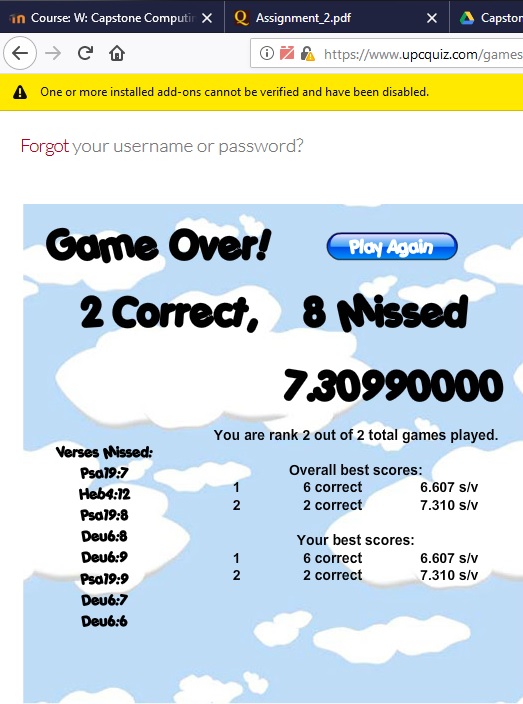 Course: W: Capstone Computin
Assignment_2.pdf
Capston
https://www.upcquiz.com/games
One or more installed add-ons cannot be verified and have been disabled.
Forgot your username or password?
Game Over!
Play Again
2 Correct, 8 Missed
7.30990000
You are rank 2 out of 2 total games played.
Verses Missed:
Psa19:7
Heb4:12
Psa19:8
Deu6:8
Deu6:9
Psa19:9
Deu6:7
Deu6:6
Overall best scores:
1 6 correct 6.607 s/v
2 2 correct 7.310 s/v
Your best scores:
1 6 correct 6.607 s/v
2 2 correct 7.310 s/v